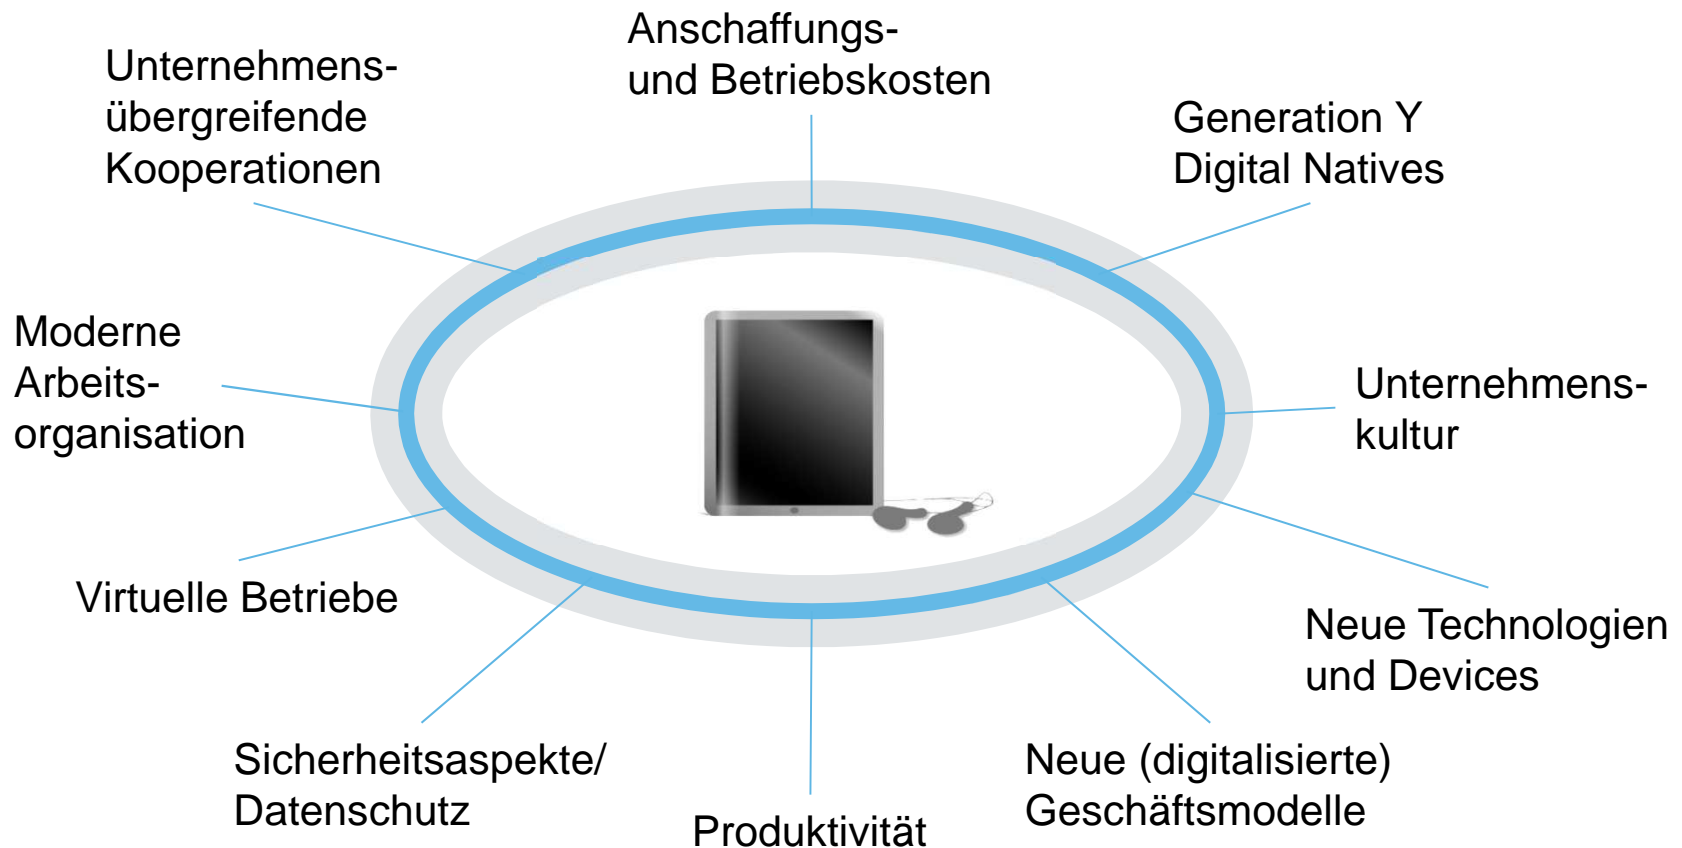 Anschaffungs-
und Betriebskosten
Unternehmens-
übergreifende
Kooperationen
Generation Y
Digital Natives
Moderne
Arbeits-
organisation
Unternehmens-
kultur
Virtuelle Betriebe
Neue Technologien
und Devices
Sicherheitsaspekte/
Datenschutz
Produktivität
Neue (digitalisierte)
Geschäftsmodelle